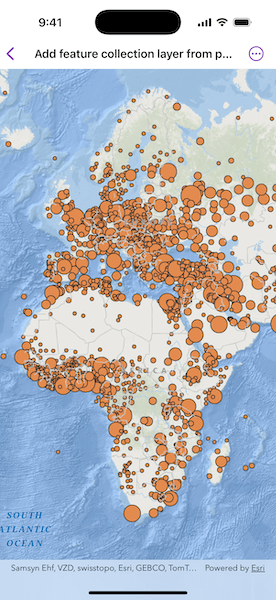 9:41
Add feature collection layer from p...
AFRICA
SOUTH
ATLANTIC
OCEAN
Samsyn Ehf, VZD, swisstopo, Esri, GEBCO, TomT... Powered by Esri